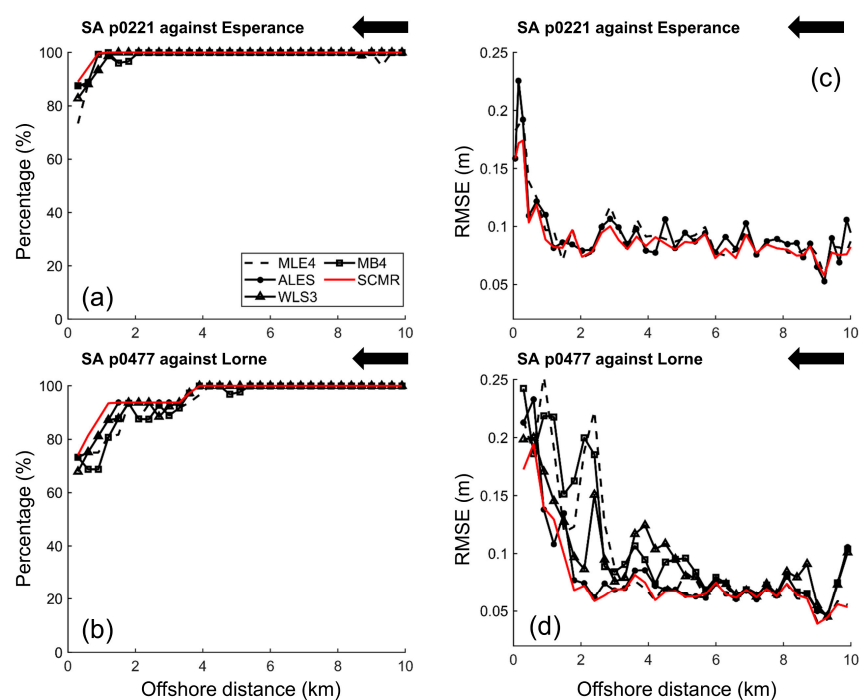 SA p0221 against Esperance
100
80
60
40
20
0
Percentage (%)
(a)
MLE4
MB4
ALES
SCMR
WLS3
0 2 4 6 8 10
SA p0221 against Esperance
0.25
0.2
0.15
0.1
0.05
RMSE (m)
(c)
0 2 4 6 8 10
SA p0477 against Lorne
100
80
60
40
20
0
Percentage (%)
(b)
0 2 4 6 8 10
Offshore distance (km)
SA p0477 against Lorne
0.25
0.2
0.15
0.1
0.05
RMSE (m)
(d)
0 2 4 6 8 10
Offshore distance (km)